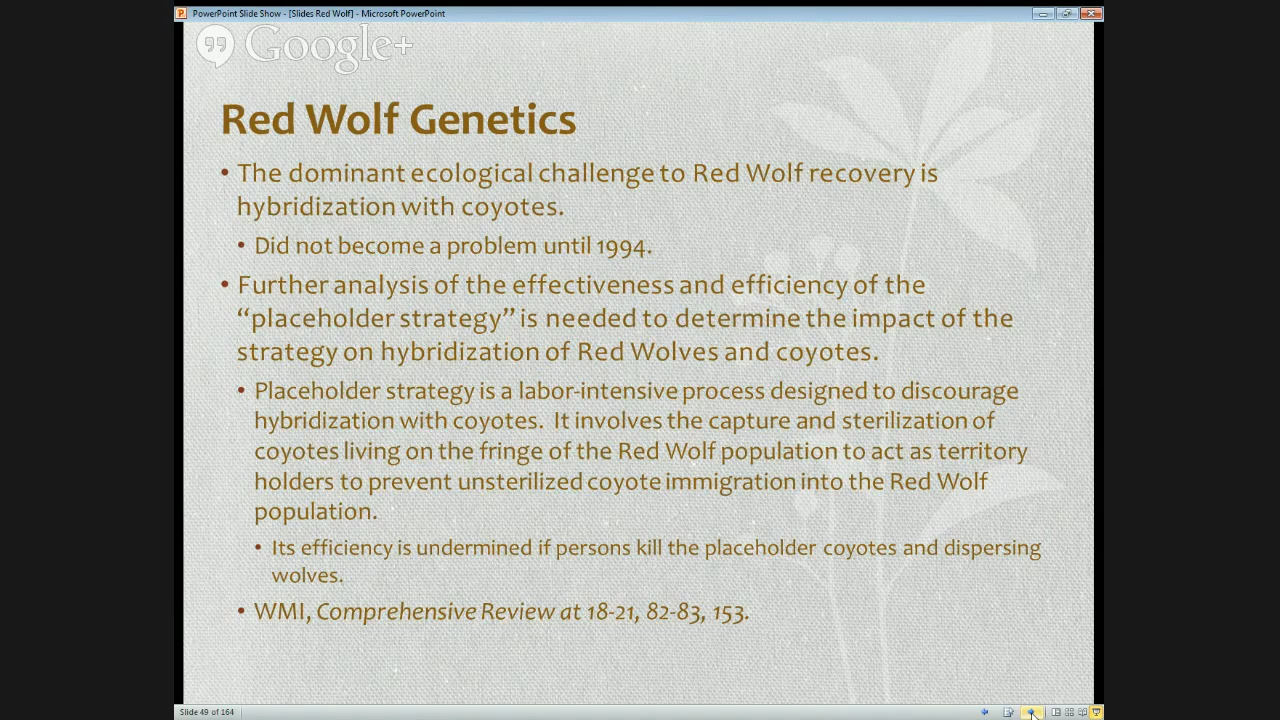 PowerPoint Slide Show - [Slides Red Wolf] - Microsoft PowerPoint
Google+
Red Wolf Genetics
• The dominant ecological challenge to Red Wolf recovery is
hybridization with coyotes.
• Did not become a problem until 1994.
• Further analysis of the effectiveness and efficiency of the
“placeholder strategy” is needed to determine the impact of the
strategy on hybridization of Red Wolves and coyotes.
• Placeholder strategy is a labor-intensive process designed to discourage
hybridization with coyotes.  It involves the capture and sterilization of
coyotes living on the fringe of the Red Wolf population to act as territory
holders to prevent unsterilized coyote immigration into the Red Wolf
population.
• Its efficiency is undermined if persons kill the placeholder coyotes and dispersing
wolves.
• WMI, Comprehensive Review at 18-21, 82-83, 153.
Slide 49 of 164